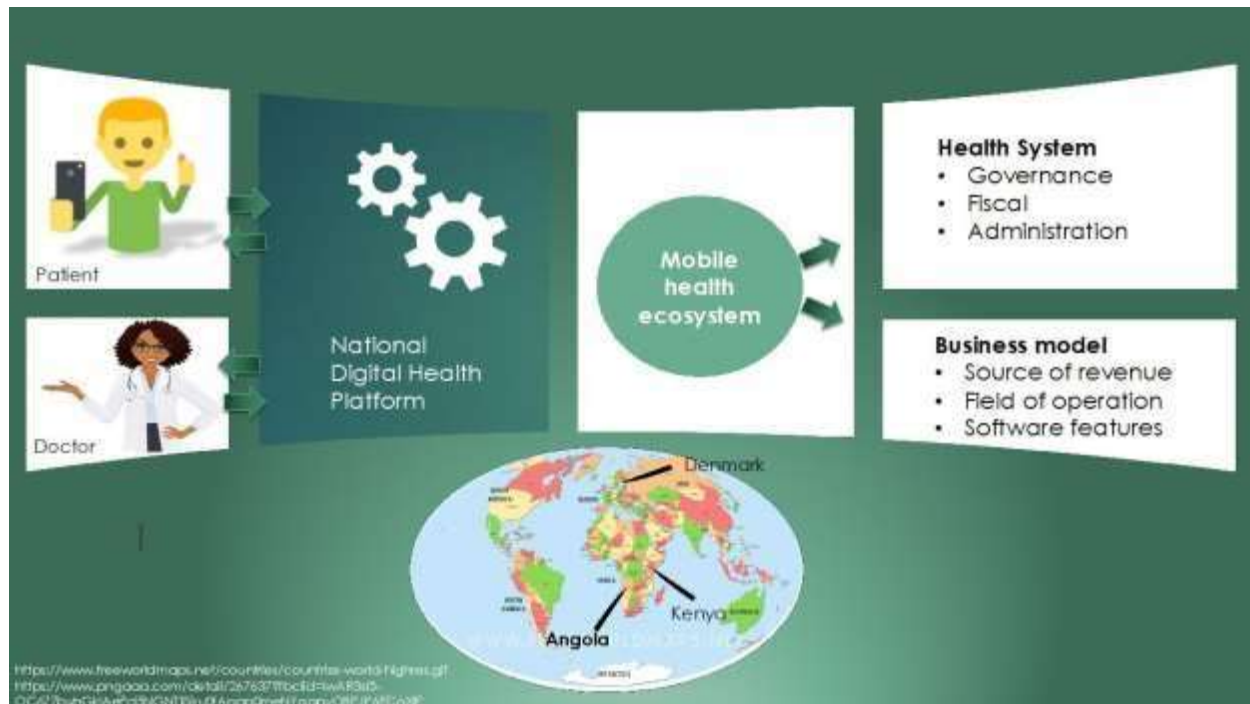 Patient
Doctor
National
Digital Health
Platform
Mobile
health
ecosystem
Health System
• Governance
• Fiscal
• Administration
Business model
• Source of revenue
• Field of operation
• Software features
Denmark
Kenya
Angola
https://www.freeworldmaps.net/countries/countries-world-highres.gif